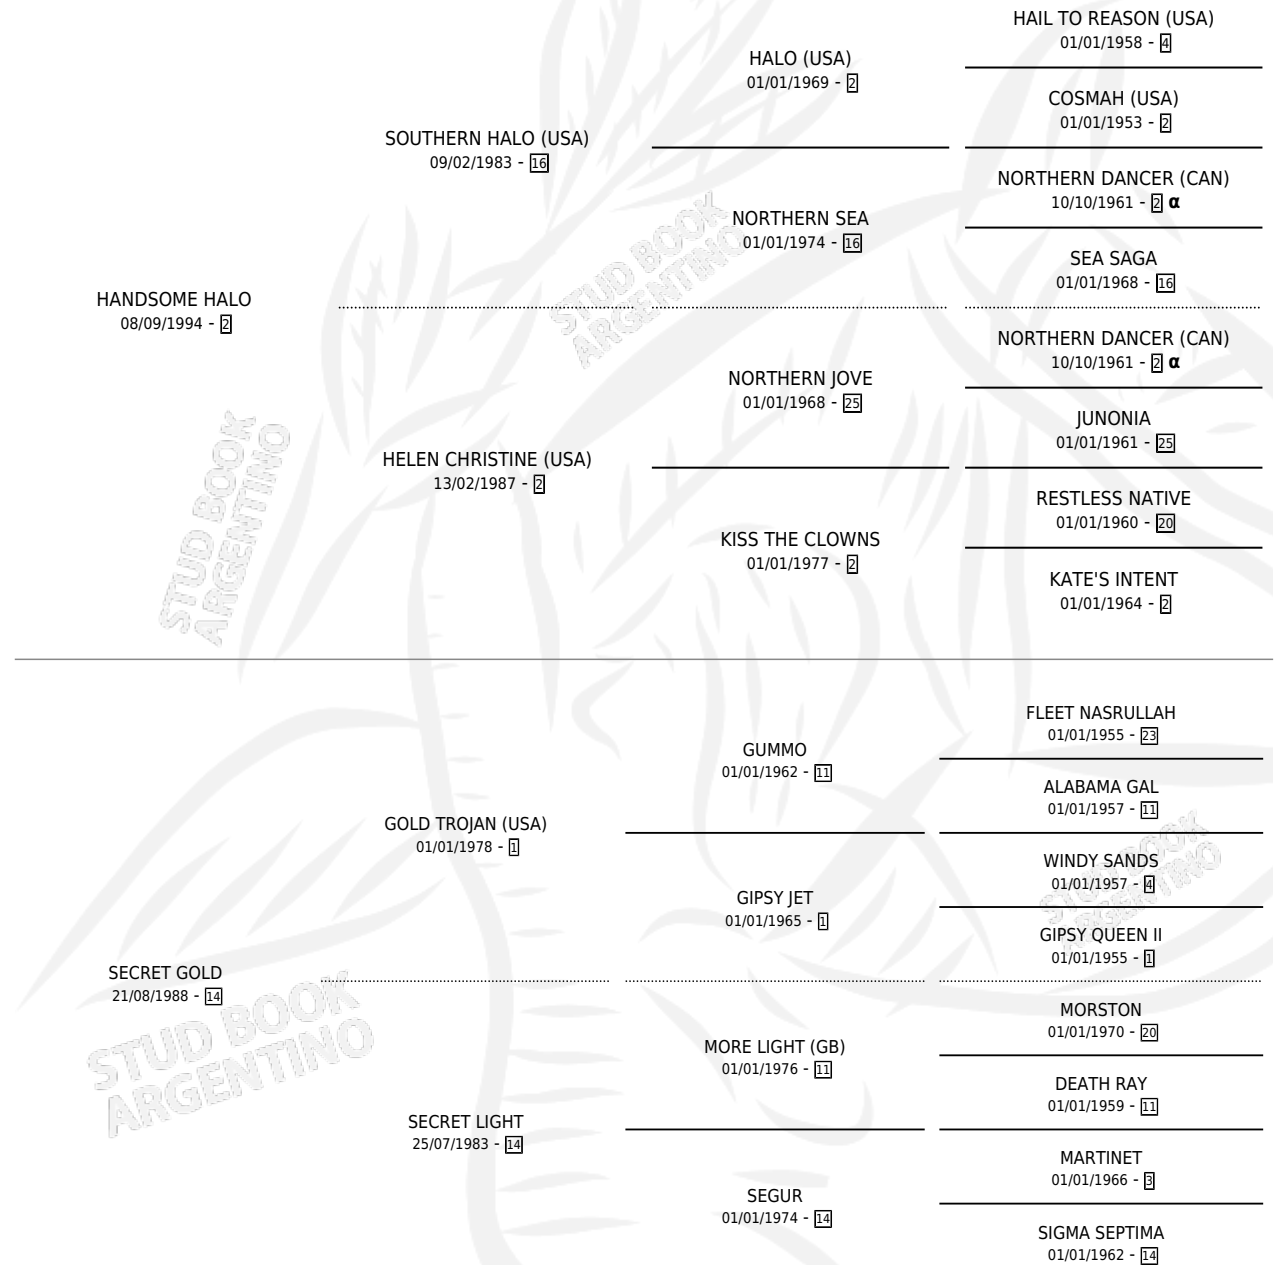 HANDSOME HALO
08/09/1994 - 2
SOUTHERN HALO (USA)
09/02/1983 - 16
HALO (USA)
01/01/1969 - 2
HAIL TO REASON (USA)
01/01/1958 - 4
COSMAH (USA)
01/01/1953 - 2
NORTHERN SEA
01/01/1974 - 16
NORTHERN DANCER (CAN)
10/10/1961 - 2 α
SEA SAGA
01/01/1968 - 16
HELEN CHRISTINE (USA)
13/02/1987 - 2
NORTHERN JOVE
01/01/1968 - 25
NORTHERN DANCER (CAN)
10/10/1961 - 2 α
JUNONIA
01/01/1961 - 25
KISS THE CLOWNS
01/01/1977 - 2
RESTLESS NATIVE
01/01/1960 - 20
KATE'S INTENT
01/01/1964 - 2
SECRET GOLD
21/08/1988 - 14
GOLD TROJAN (USA)
01/01/1978 - 1
GUMMO
01/01/1962 - 11
FLEET NASRULLAH
01/01/1955 - 23
ALABAMA GAL
01/01/1957 - 11
GIPSY JET
01/01/1965 - 1
WINDY SANDS
01/01/1957 - 4
GIPSY QUEEN II
01/01/1955 - 1
SECRET LIGHT
25/07/1983 - 14
MORE LIGHT (GB)
01/01/1976 - 11
MORSTON
01/01/1970 - 20
DEATH RAY
01/01/1959 - 11
SEGUR
01/01/1974 - 14
MARTINET
01/01/1966 - 3
SIGMA SEPTIMA
01/01/1962 - 14
STUD BOOK
ARGENTINO
STUD BOOK
ARGENTINO
STUD BOOK
ARGENTINO
STUD BOOK
ARGENTINO